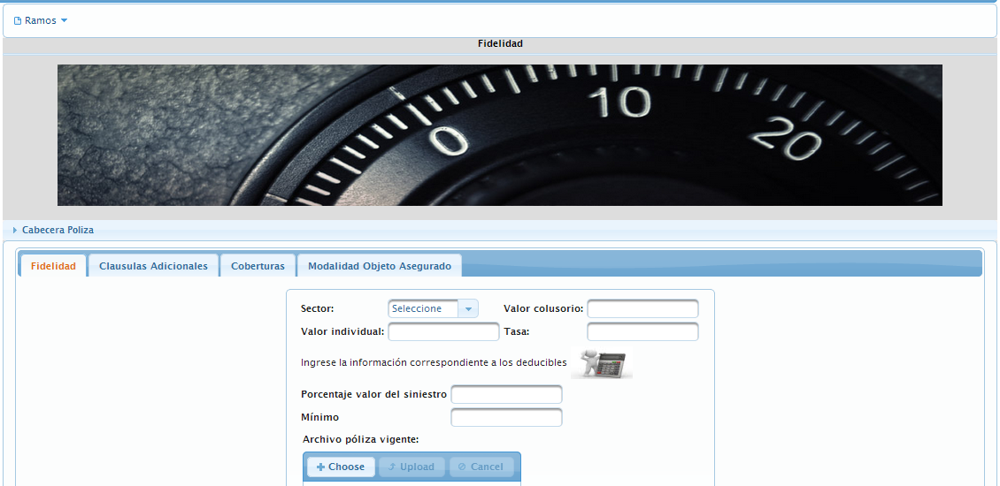 Ramos
Fidelidad
0 10 20
Cabecera Poliza
Fidelidad Clausulas Adicionales Coberturas Modalidad Objeto Asegurado
Sector: Seleccione Valor colusorio:
Valor individual: Tasa:
Ingrese la información correspondiente a los deducibles
Porcentaje valor del siniestro
Mínimo
Archivo póliza vigente:
Choose Upload Cancel